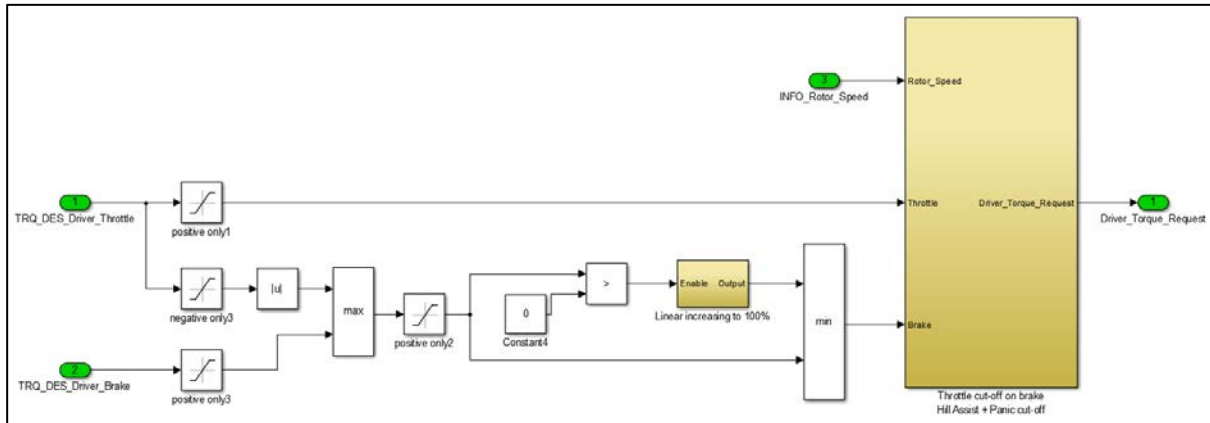 3
INFO_Rotor_Speed
Rotor_Speed
1
TRQ_DES_Driver_Throttle
positive only1
Throttle
Driver_Torque_Request
1
Driver_Torque_Request
negative only3
|u|
max
positive only2
>
0
Constant4
Enable
Output
Linear increasing to 100%
min
Brake
2
TRQ_DES_Driver_Brake
positive only3
Throttle cut-off on brake
Hill Assist + Panic cut-off